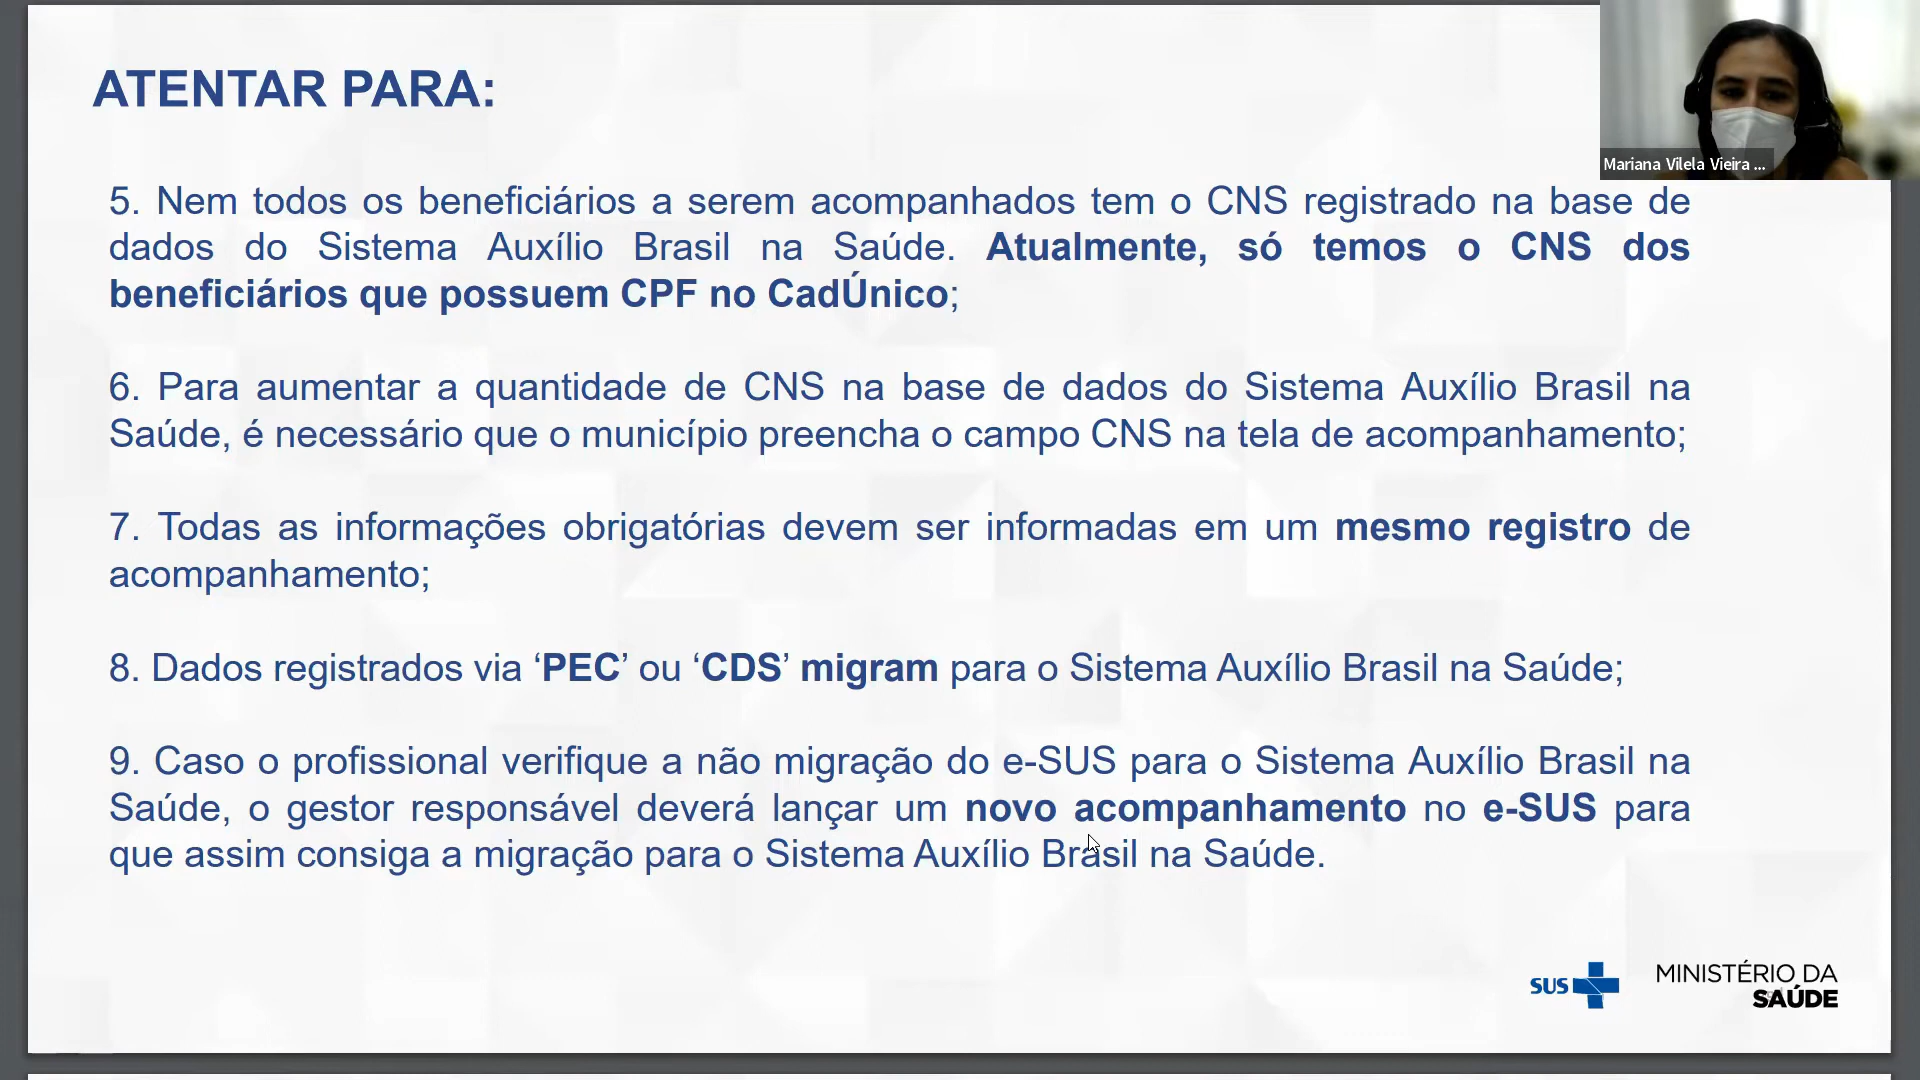 ATENTAR PARA:
Mariana Vilela Vieira ...
5. Nem todos os beneficiários a serem acompanhados tem o CNS registrado na base de
dados do Sistema Auxílio Brasil na Saúde. Atualmente, só temos o CNS dos
beneficiários que possuem CPF no CadÚnico;
6. Para aumentar a quantidade de CNS na base de dados do Sistema Auxílio Brasil na
Saúde, é necessário que o município preencha o campo CNS na tela de acompanhamento;
7. Todas as informações obrigatórias devem ser informadas em um mesmo registro de
acompanhamento;
8. Dados registrados via ‘PEC’ ou ‘CDS’ migram para o Sistema Auxílio Brasil na Saúde;
9. Caso o profissional verifique a não migração do e-SUS para o Sistema Auxílio Brasil na
Saúde, o gestor responsável deverá lançar um novo acompanhamento no e-SUS para
que assim consiga a migração para o Sistema Auxílio Brasil na Saúde.
SUS
MINISTÉRIO DA
SAÚDE